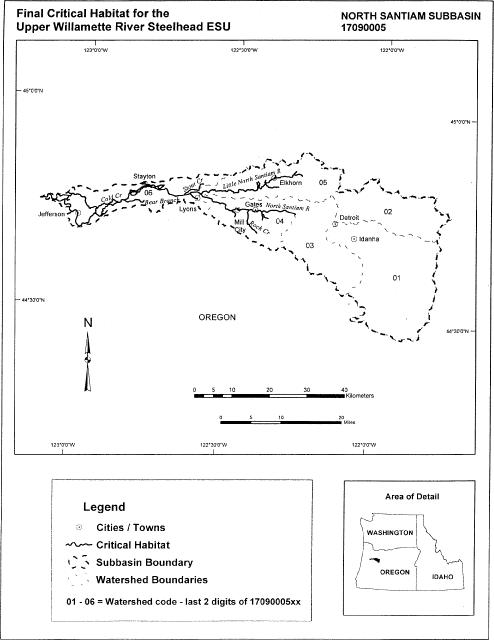 Final Critical Habitat for the
Upper Willamette River Steelhead ESU
NORTH SANTIAM SUBBASIN
17090005
123°0'0"W
122°30'0"W
122°0'0"W
45°0'0"N
45°0'0"N
Stayton
Little North Santiam R
Elkhorn
05
06
Cold Cr
Stout Cr
Bear Branch
Jefferson
Lyons
Gates
North Santiam R
Mill
City
Rock Cr
04
Detroit
02
Idanha
03
01
44°30'0"N
OREGON
44°30'0"N
N
0 5 10 20 30 40
Kilometers
0 5 10 20
Miles
123°0'0"W
122°30'0"W
122°0'0"W
Legend
Cities / Towns
Critical Habitat
Subbasin Boundary
Watershed Boundaries
01 - 06 = Watershed code - last 2 digits of 17090005xx
Area of Detail
WASHINGTON
OREGON
IDAHO